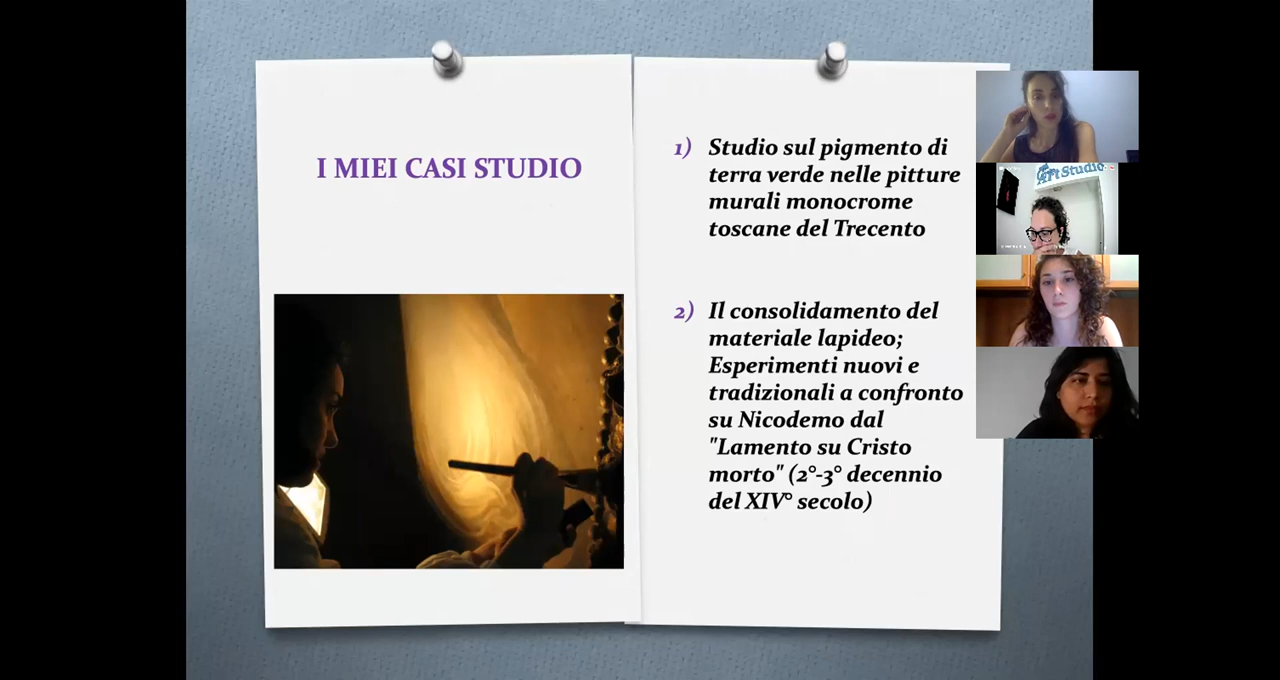 I MIEI CASI STUDIO
1) Studio sul pigmento di
terra verde nelle pitture
murali monocrome
toscane del Trecento
2) Il consolidamento del
materiale lapideo;
Esperimenti nuovi e
tradizionali a confronto
su Nicodemo dal
"Lamento su Cristo
morto" (2°-3° decennio
del XIV° secolo)
ArtStudio